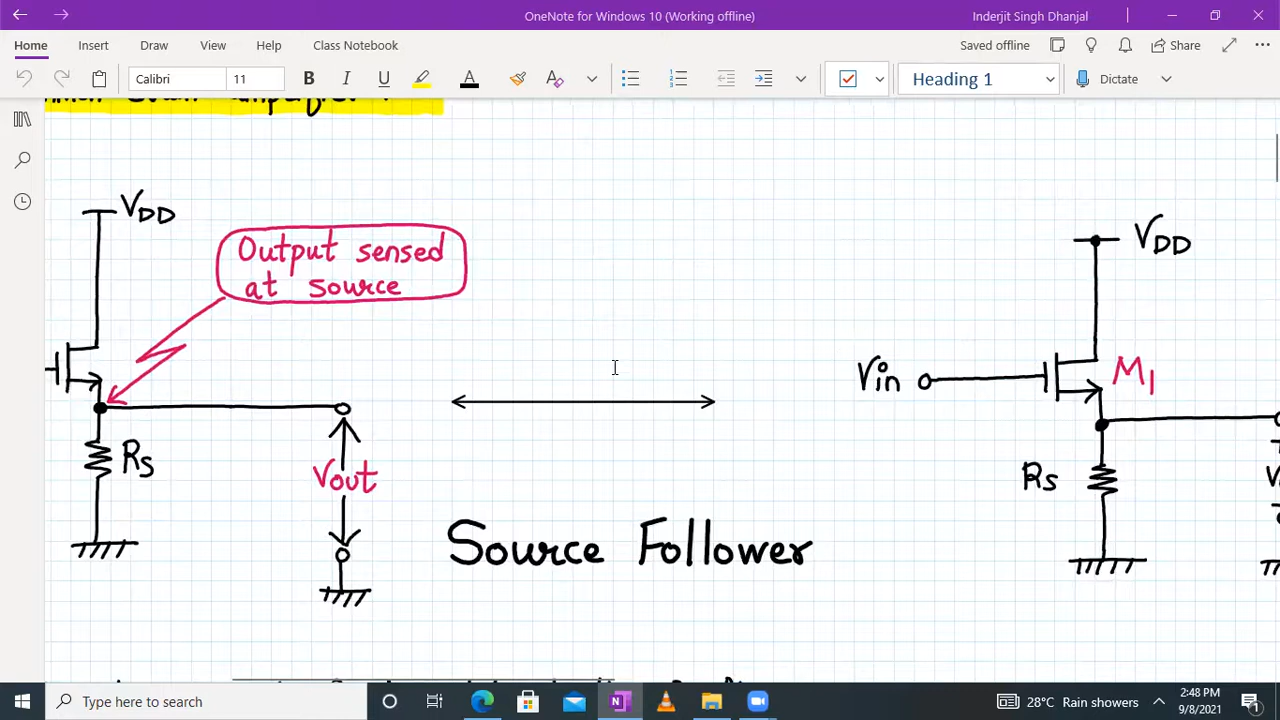 OneNote for Windows 10 (Working offline)
Inderjit Singh Dhanjal
Home Insert Draw View Help Class Notebook
Saved offline
Share
Calibri 11 B I U A
Heading 1
Dictate
VDD
Output sensed
at source
Rs
Vout
Source Follower
VDD
Vin
M1
Rs
Type here to search
N
28°C Rain showers
2:48 PM
9/8/2021
1